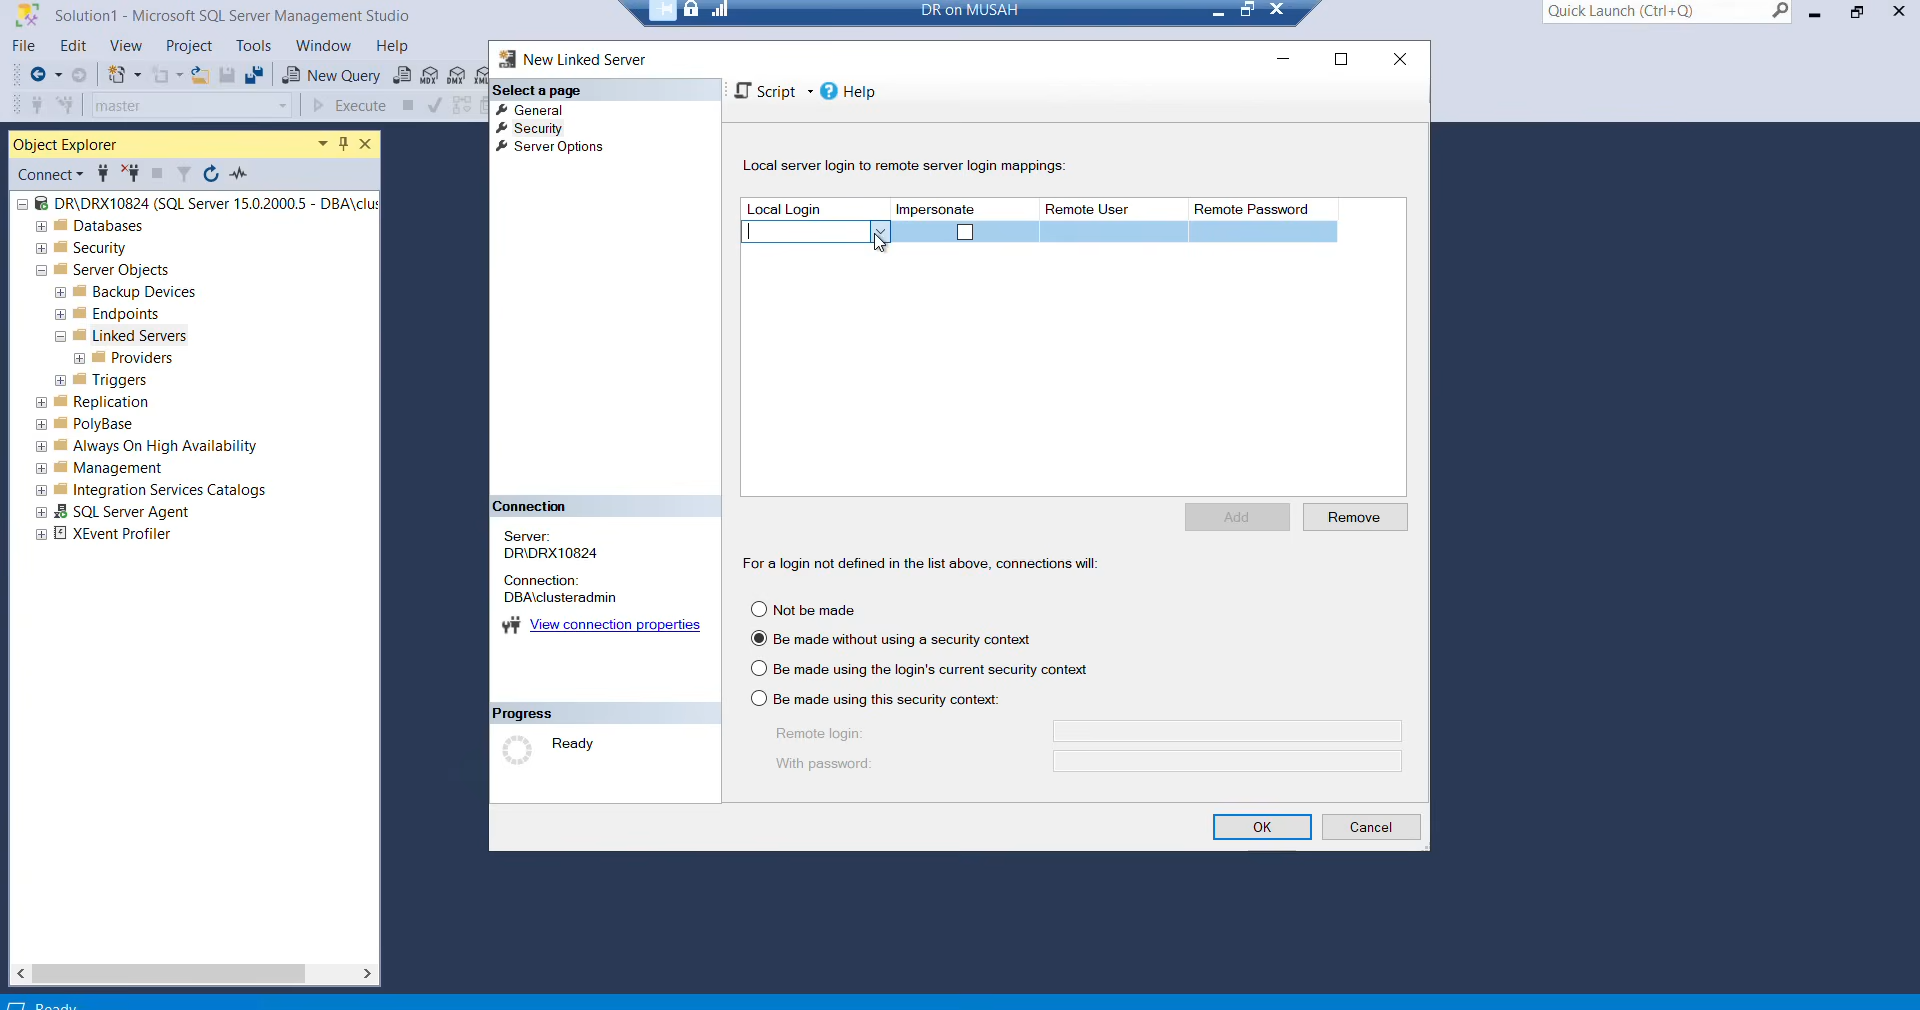 Solution1 - Microsoft SQL Server Management Studio
DR on MUSAH
Quick Launch (Ctrl+Q)
File Edit View Project Tools Window Help
New Query MDX DMX XML
master Execute
Object Explorer
Connect
DR\DRX10824 (SQL Server 15.0.2000.5 - DBA\clus
Databases
Security
Server Objects
Backup Devices
Endpoints
Linked Servers
Providers
Triggers
Replication
PolyBase
Always On High Availability
Management
Integration Services Catalogs
SQL Server Agent
XEvent Profiler
New Linked Server
Select a page
General
Security
Server Options
Connection
Server:
DR\DRX10824
Connection:
DBA\clusteradmin
View connection properties
Progress
Ready
Script Help
Local server login to remote server login mappings:
Local Login Impersonate Remote User Remote Password
Add Remove
For a login not defined in the list above, connections will:
Not be made
Be made without using a security context
Be made using the login's current security context
Be made using this security context:
Remote login:
With password:
OK Cancel
Ready